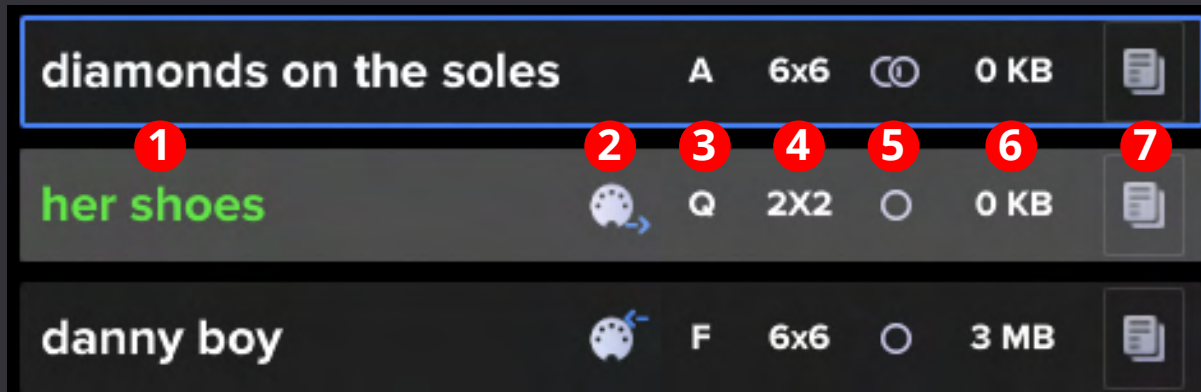 diamonds on the soles A 6x6 0 KB
1 2 3 4 5 6 7
her shoes Q 2X2 0 KB
danny boy F 6x6 3 MB